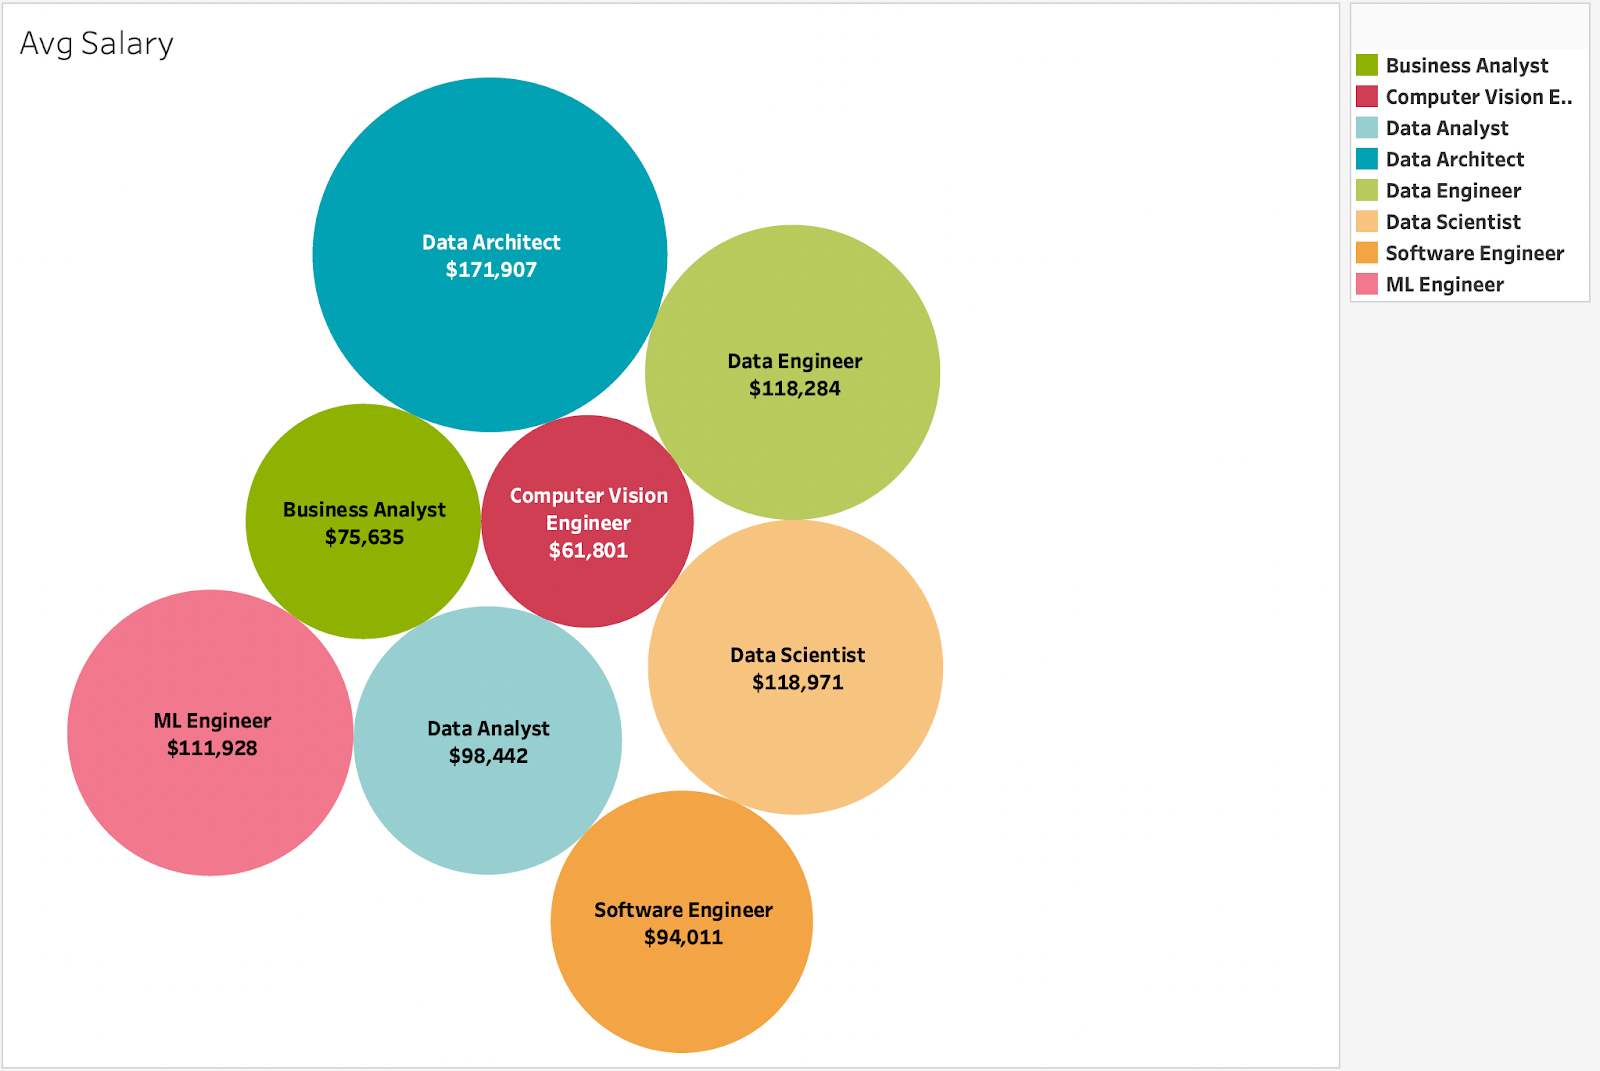 Avg Salary
Data Architect
$171,907
Data Engineer
$118,284
Business Analyst
$75,635
Computer Vision
Engineer
$61,801
Data Scientist
$118,971
ML Engineer
$111,928
Data Analyst
$98,442
Software Engineer
$94,011
Business Analyst
Computer Vision E..
Data Analyst
Data Architect
Data Engineer
Data Scientist
Software Engineer
ML Engineer